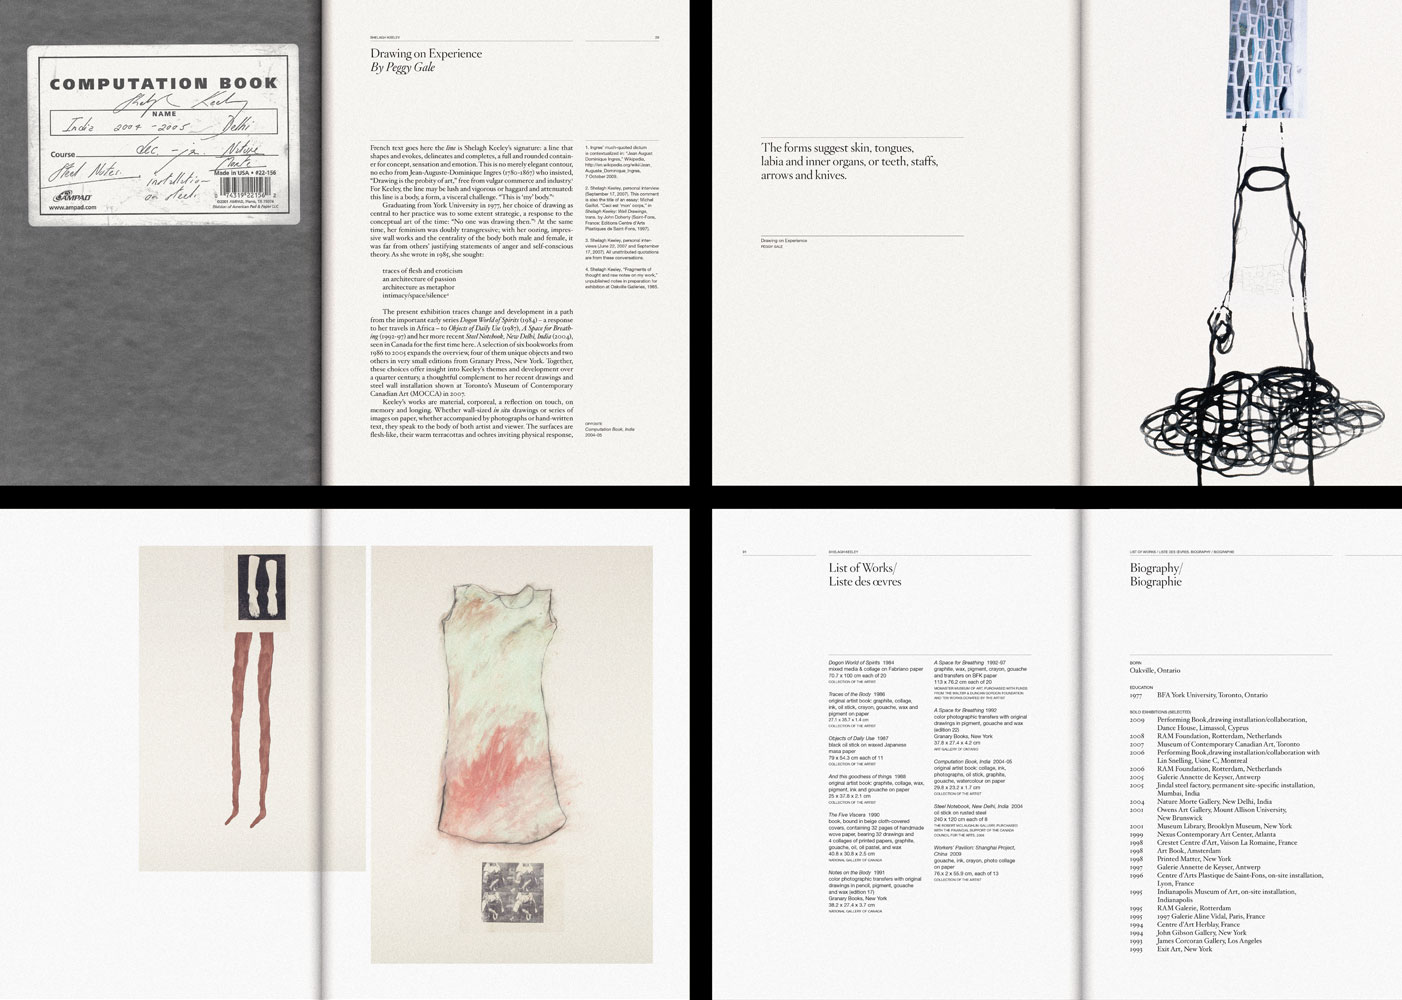 COMPUTATION BOOK
NAME
India 2004 - 2005 Delhi
Course
Steel Notes
Made in USA • #22-156
AMPAD
www.ampad.com
SHELAGH KEELEY
Drawing on Experience
By Peggy Gale
French text goes here the line is Shelagh Keeley's signature: a line that
shapes and evokes, delineates and completes, a full and rounded contain-
er for concept, sensation and emotion. This is no merely elegant contour,
no echo from Jean-Auguste-Dominique Ingres (1780-1867) who insisted,
"Drawing is the probity of art," free from vulgar commerce and industry¹
For Keeley, the line may be lush and vigorous or haggard and attenuated:
this line is a body, a form, a visceral challenge. "This is 'my' body."²
Graduating from York University in 1977, her choice of drawing as
central to her practice was to some extent strategic, a response to the
conceptual art of the time: "No one was drawing then."³ At the same
time, her feminism was doubly transgressive; with her oozing, impres-
sive wall works and the centrality of the body both male and female, it
was far from others' justifying statements of anger and self-conscious
theory. As she wrote in 1985, she sought:
traces of flesh and eroticism
an architecture of passion
architecture as metaphor
intimacy/space/silence⁴
The present exhibition traces change and development in a path
from the important early series Dogon World of Spirits (1984) – a response
to her travels in Africa – to Objects of Daily Use (1987), A Space for Breath-
ing (1992-97) and her more recent Steel Notebook, New Delhi, India (2004),
seen in Canada for the first time here. A selection of six bookworks from
1986 to 2005 expands the overview, four of them unique objects and two
others in very small editions from Granary Press, New York. Together,
these choices offer insight into Keeley's themes and development over
a quarter century, a thoughtful complement to her recent drawings and
steel wall installation shown at Toronto's Museum of Contemporary
Canadian Art (MOCCA) in 2007.
Keeley's works are material, corporeal, a reflection on touch, on
memory and longing. Whether wall-sized in situ drawings or series of
images on paper, whether accompanied by photographs or hand-written
text, they speak to the body of both artist and viewer. The surfaces are
flesh-like, their warm terracottas and ochres inviting physical response,
1. Ingres' much-quoted dictum
is contextualized in: "Jean August
Dominique Ingres," Wikipedia,
http://en.wikipedia.org/wiki/Jean_
Auguste_Dominique_Ingres,
7 October 2009.
2. Shelagh Keeley, personal interview
(September 17, 2007). This comment
is also the title of an essay: Michel
Gaillot, "Ceci est 'mon' corps," in
Shelagh Keeley: Wall Drawings,
trans. by John Doherty (Saint-Fons,
France: Editions Centre d'Arts
Plastiques de Saint-Fons, 1997).
3. Shelagh Keeley, personal inter-
views (June 22, 2007 and September
17, 2007). All unattributed quotations
are from these conversations.
4. Shelagh Keeley, "Fragments of
thought and raw notes on my work,"
unpublished notes in preparation for
exhibition at Oakville Galleries, 1985.
OPPOSITE
Computation Book, India
2004-05
The forms suggest skin, tongues,
labia and inner organs, or teeth, staffs,
arrows and knives.
Drawing on Experience
PEGGY GALE
SHELAGH KEELEY
List of Works/
Liste des œvres
Dogon World of Spirits 1984
mixed media & collage on Fabriano paper
70.7 x 100 cm each of 20
COLLECTION OF THE ARTIST
Traces of the Body 1986
original artist book: graphite, collage,
ink, oil stick, crayon, gouache, wax and
pigment on paper
27.1 x 35.7 x 1.4 cm
COLLECTION OF THE ARTIST
Objects of Daily Use 1987
black oil stick on waxed Japanese
masa paper
79 x 54.3 cm each of 11
COLLECTION OF THE ARTIST
And this goodness of things 1988
original artist book: graphite, collage, wax,
pigment, ink and gouache on paper
25 x 37.8 x 2.1 cm
COLLECTION OF THE ARTIST
The Five Viscera 1990
book, bound in beige cloth-covered
covers, containing 32 pages of handmade
wove paper, bearing 32 drawings and
4 collages of printed papers, graphite,
gouache, oil, oil pastel, and wax
40.8 x 30.8 x 2.5 cm
NATIONAL GALLERY OF CANADA
Notes on the Body 1991
color photographic transfers with original
drawings in pencil, pigment, gouache
and wax (edition 17)
Granary Books, New York
38.2 x 27.4 x 3.7 cm
NATIONAL GALLERY OF CANADA
A Space for Breathing 1992-97
graphite, wax, pigment, crayon, gouache
and transfers on BFK paper
113 x 76.2 cm each of 20
MCMASTER MUSEUM OF ART, PURCHASED WITH FUNDS
FROM THE WALTER & DUNCAN GORDON FOUNDATION
AND TEN WORKS DONATED BY THE ARTIST
A Space for Breathing 1992
color photographic transfers with original
drawings in pigment, gouache and wax
(edition 22)
Granary Books, New York
37.8 x 27.4 x 4.2 cm
ART GALLERY OF ONTARIO
Computation Book, India 2004-05
original artist book: collage, ink,
photographs, oil stick, graphite,
gouache, watercolour on paper
29.8 x 23.2 x 1.7 cm
COLLECTION OF THE ARTIST
Steel Notebook, New Delhi, India 2004
oil stick on rusted steel
240 x 120 cm each of 8
THE ROBERT MCLAUGHLIN GALLERY, PURCHASED
WITH THE FINANCIAL SUPPORT OF THE CANADA
COUNCIL FOR THE ARTS, 2006
Workers' Pavilion: Shanghai Project,
China 2009
gouache, ink, crayon, photo collage
on paper
76.x 2 x 55.9 cm, each of 13
COLLECTION OF THE ARTIST
LIST OF WORKS / LISTE DES ŒVRES, BIOGRAPHY / BIOGRAPHIE
Biography/
Biographie
BORN
Oakville, Ontario
EDUCATION
1977 BFA York University, Toronto, Ontario
SOLO EXHIBITIONS (SELECTED)
2009 Performing Book,drawing installation/collaboration,
Dance House, Limassol, Cyprus
2008 RAM Foundation, Rotterdam, Netherlands
2007 Museum of Contemporary Canadian Art, Toronto
2006 Performing Book,drawing installation/collaboration with
Lin Snelling, Usine C, Montreal
2006 RAM Foundation, Rotterdam, Netherlands
2005 Galerie Annette de Keyser, Antwerp
2005 Jindal steel factory, permanent site-specific installation,
Mumbai, India
2004 Nature Morte Gallery, New Delhi, India
2001 Owens Art Gallery, Mount Allison University,
New Brunswick
2001 Museum Library, Brooklyn Museum, New York
1999 Nexus Contemporary Art Center, Atlanta
1998 Crestet Centre d'Art, Vaison La Romaine, France
1998 Art Book, Amsterdam
1998 Printed Matter, New York
1997 Galerie Annette de Keyser, Antwerp
1996 Centre d'Arts Plastique de Saint-Fons, on-site installation,
Lyon, France
1995 Indianapolis Museum of Art, on-site installation,
Indianapolis
1995 RAM Galerie, Rotterdam
1995 1997 Galerie Aline Vidal, Paris, France
1994 Centre d'Art Herblay, France
1994 John Gibson Gallery, New York
1993 James Corcoran Gallery, Los Angeles
1993 Exit Art, New York